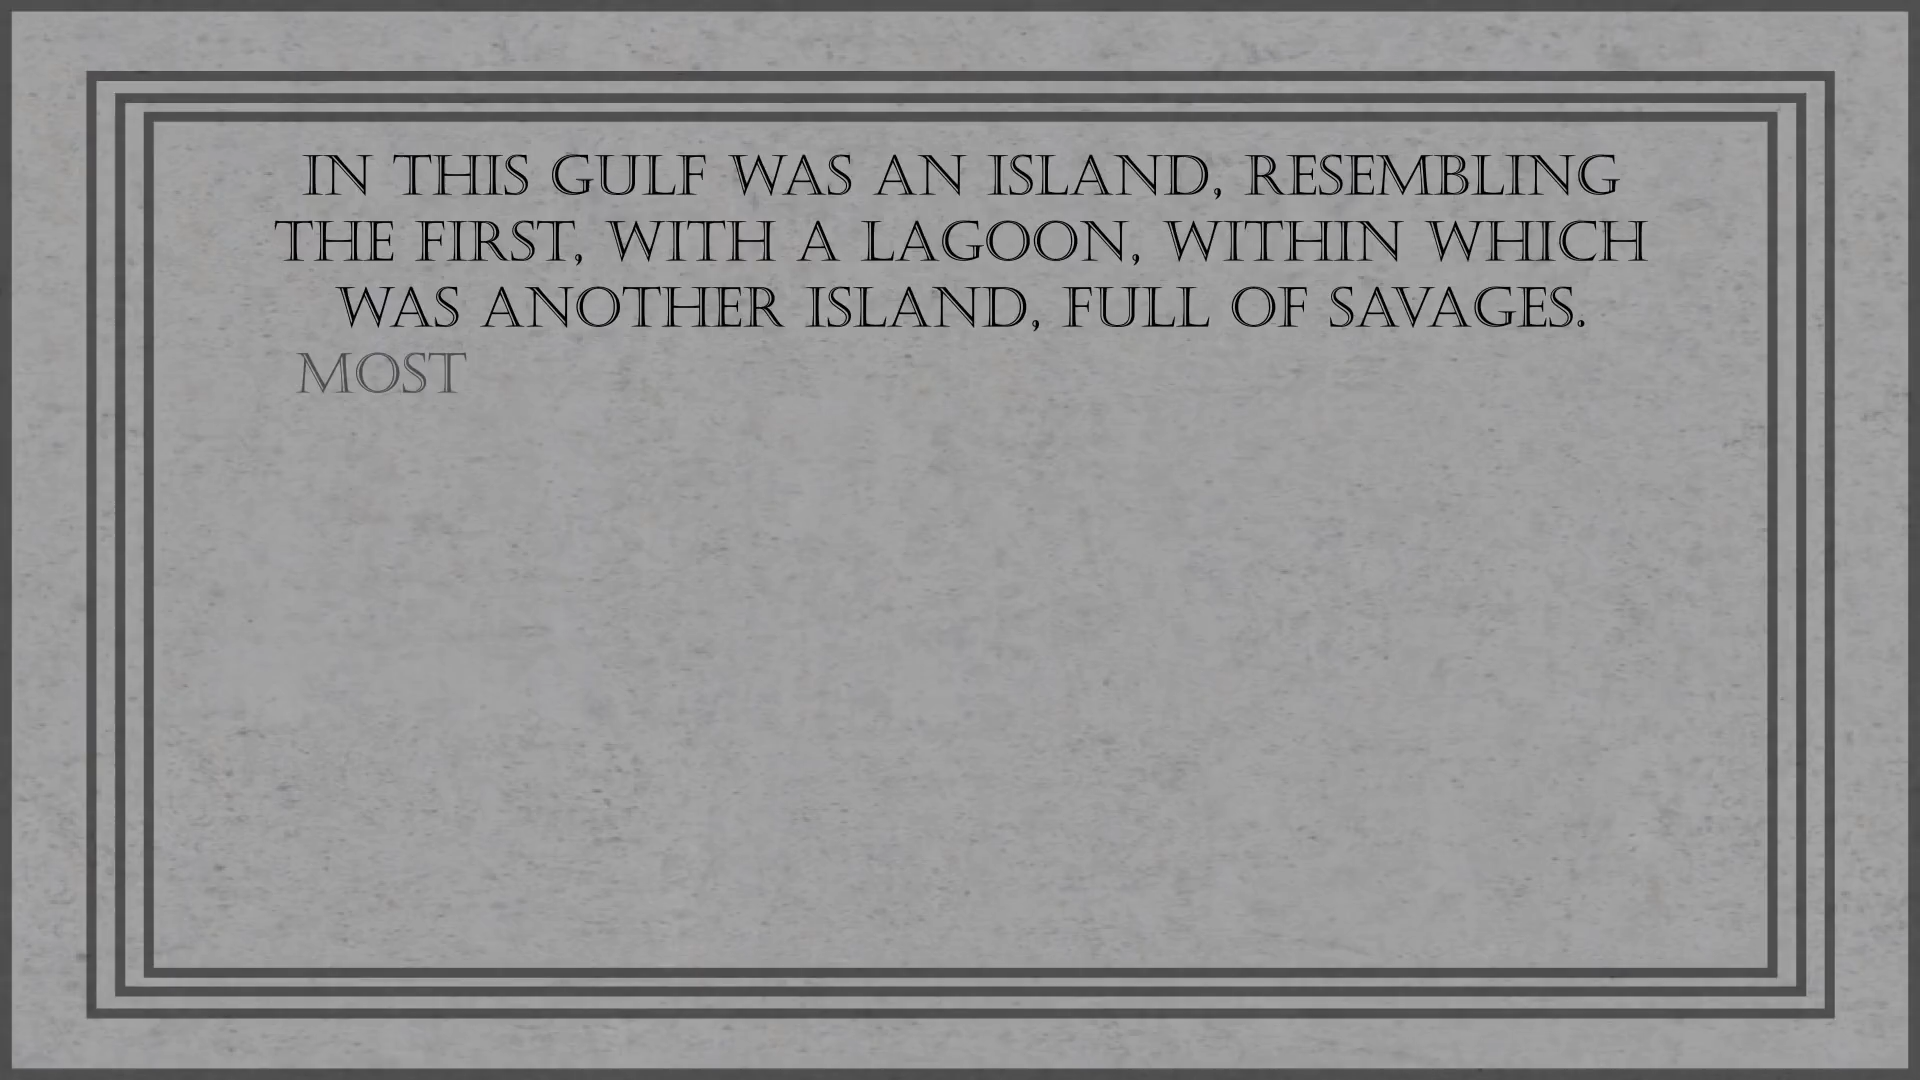 IN THIS GULF WAS AN ISLAND, RESEMBLING
THE FIRST, WITH A LAGOON, WITHIN WHICH
WAS ANOTHER ISLAND, FULL OF SAVAGES.
MOST